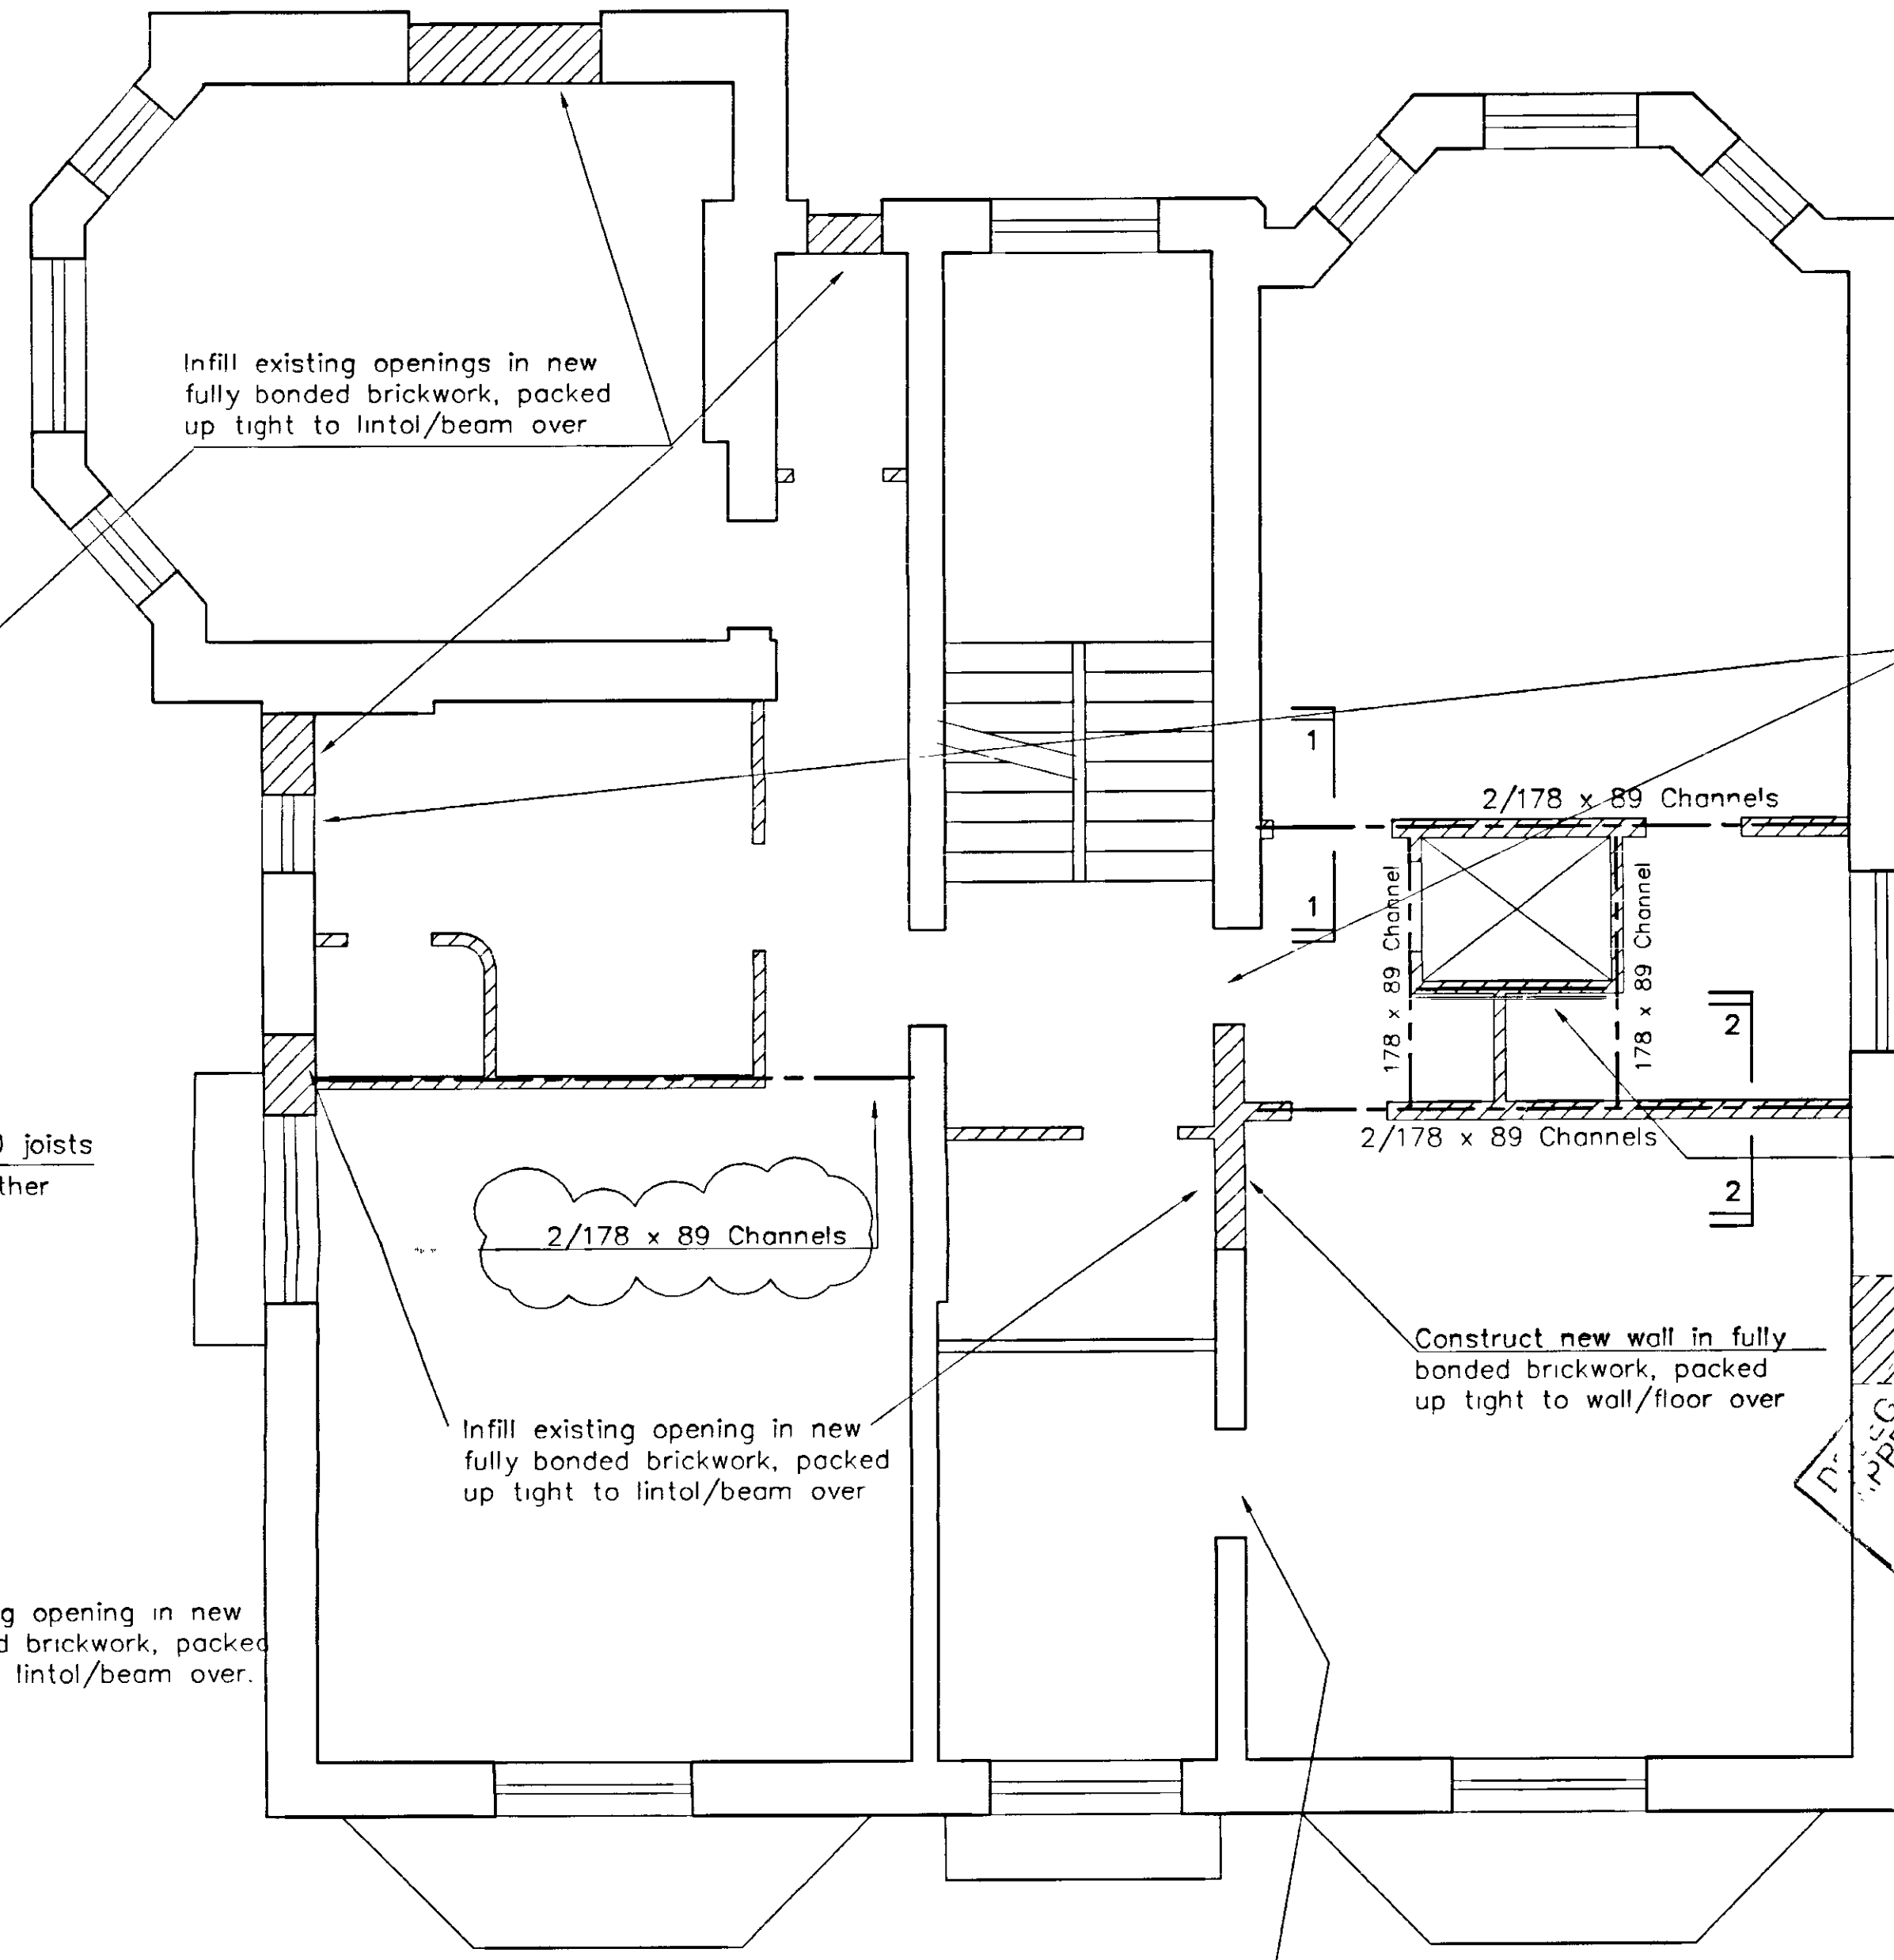 Infill existing openings in new
fully bonded brickwork, packed
up tight to lintol/beam over
1
2/178 x 89 Channels
178 x 89 Channel
178 x 89 Channel
1
2
joists
2/178 x 89 Channels
2
2/178 x 89 Channels
Construct new wall in fully
bonded brickwork, packed
up tight to wall/floor over
Infill existing opening in new
fully bonded brickwork, packed
up tight to lintol/beam over
opening in new
brickwork, packed
lintol/beam over.